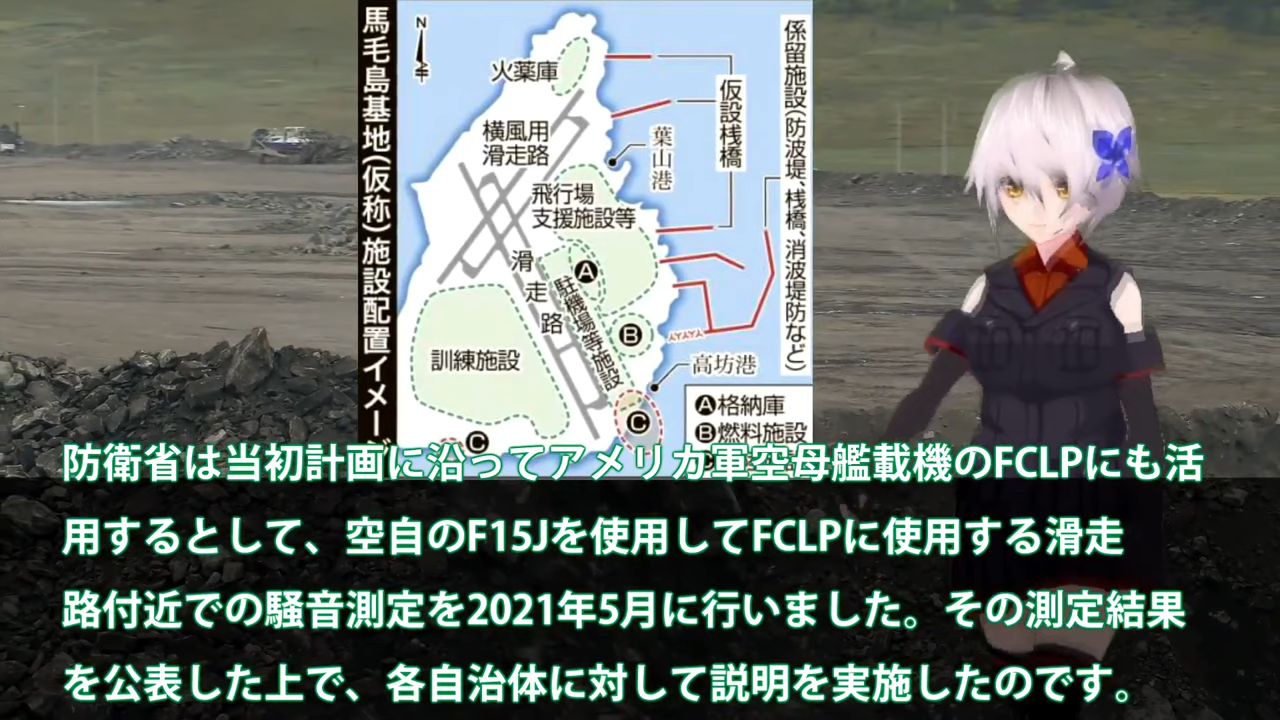 馬毛島基地(仮称)施設配置イメージ
N
火薬庫
横風用
滑走路
飛行場
支援施設等
滑走路
駐機場等施設
訓練施設
A
B
C
C
仮設桟橋
葉山港
高坊港
係留施設(防波堤、桟橋、消波堤防など)
A格納庫
B燃料施設
防衛省は当初計画に沿ってアメリカ軍空母艦載機のFCLPにも活
用するとして、空自のF15Jを使用してFCLPに使用する滑走
路付近での騒音測定を2021年5月に行いました。その測定結果
を公表した上で、各自治体に対して説明を実施したのです。